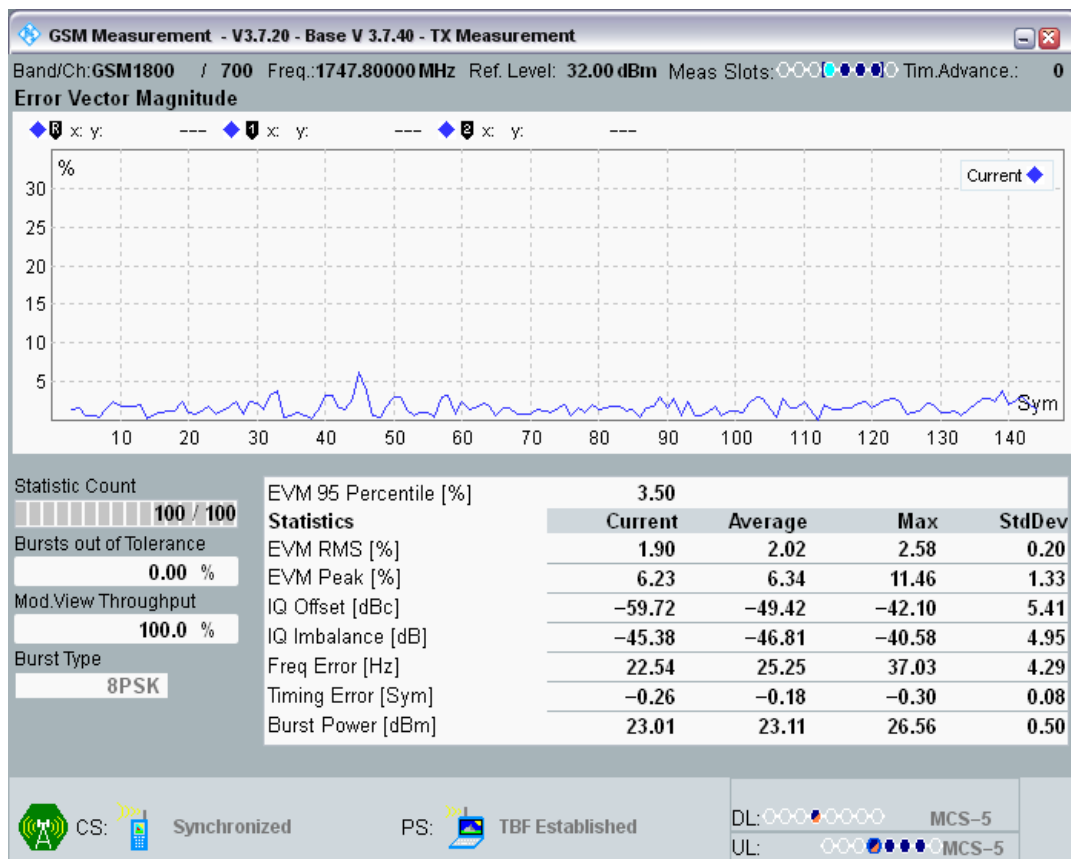 GSM Measurement - V3.7.20 - Base V 3.7.40 - TX Measurement
Band/Ch:GSM1800 / 700 Freq.:1747.80000 MHz Ref. Level: 32.00 dBm Meas Slots: Tim.Advance.: 0
Error Vector Magnitude
R x: y: --- 1 x: y: --- 2 x: y: ---
%
Current
30
25
20
15
10
5
Sym
10 20 30 40 50 60 70 80 90 100 110 120 130 140
Statistic Count
100 / 100
Bursts out of Tolerance
0.00 %
Mod.View Throughput
100.0 %
Burst Type
8PSK
EVM 95 Percentile [%] 3.50
Statistics Current Average Max StdDev
EVM RMS [%] 1.90 2.02 2.58 0.20
EVM Peak [%] 6.23 6.34 11.46 1.33
IQ Offset [dBc] −59.72 −49.42 −42.10 5.41
IQ Imbalance [dB] −45.38 −46.81 −40.58 4.95
Freq Error [Hz] 22.54 25.25 37.03 4.29
Timing Error [Sym] −0.26 −0.18 −0.30 0.08
Burst Power [dBm] 23.01 23.11 26.56 0.50
CS: Synchronized PS: TBF Established
DL: MCS−5
UL: MCS−5